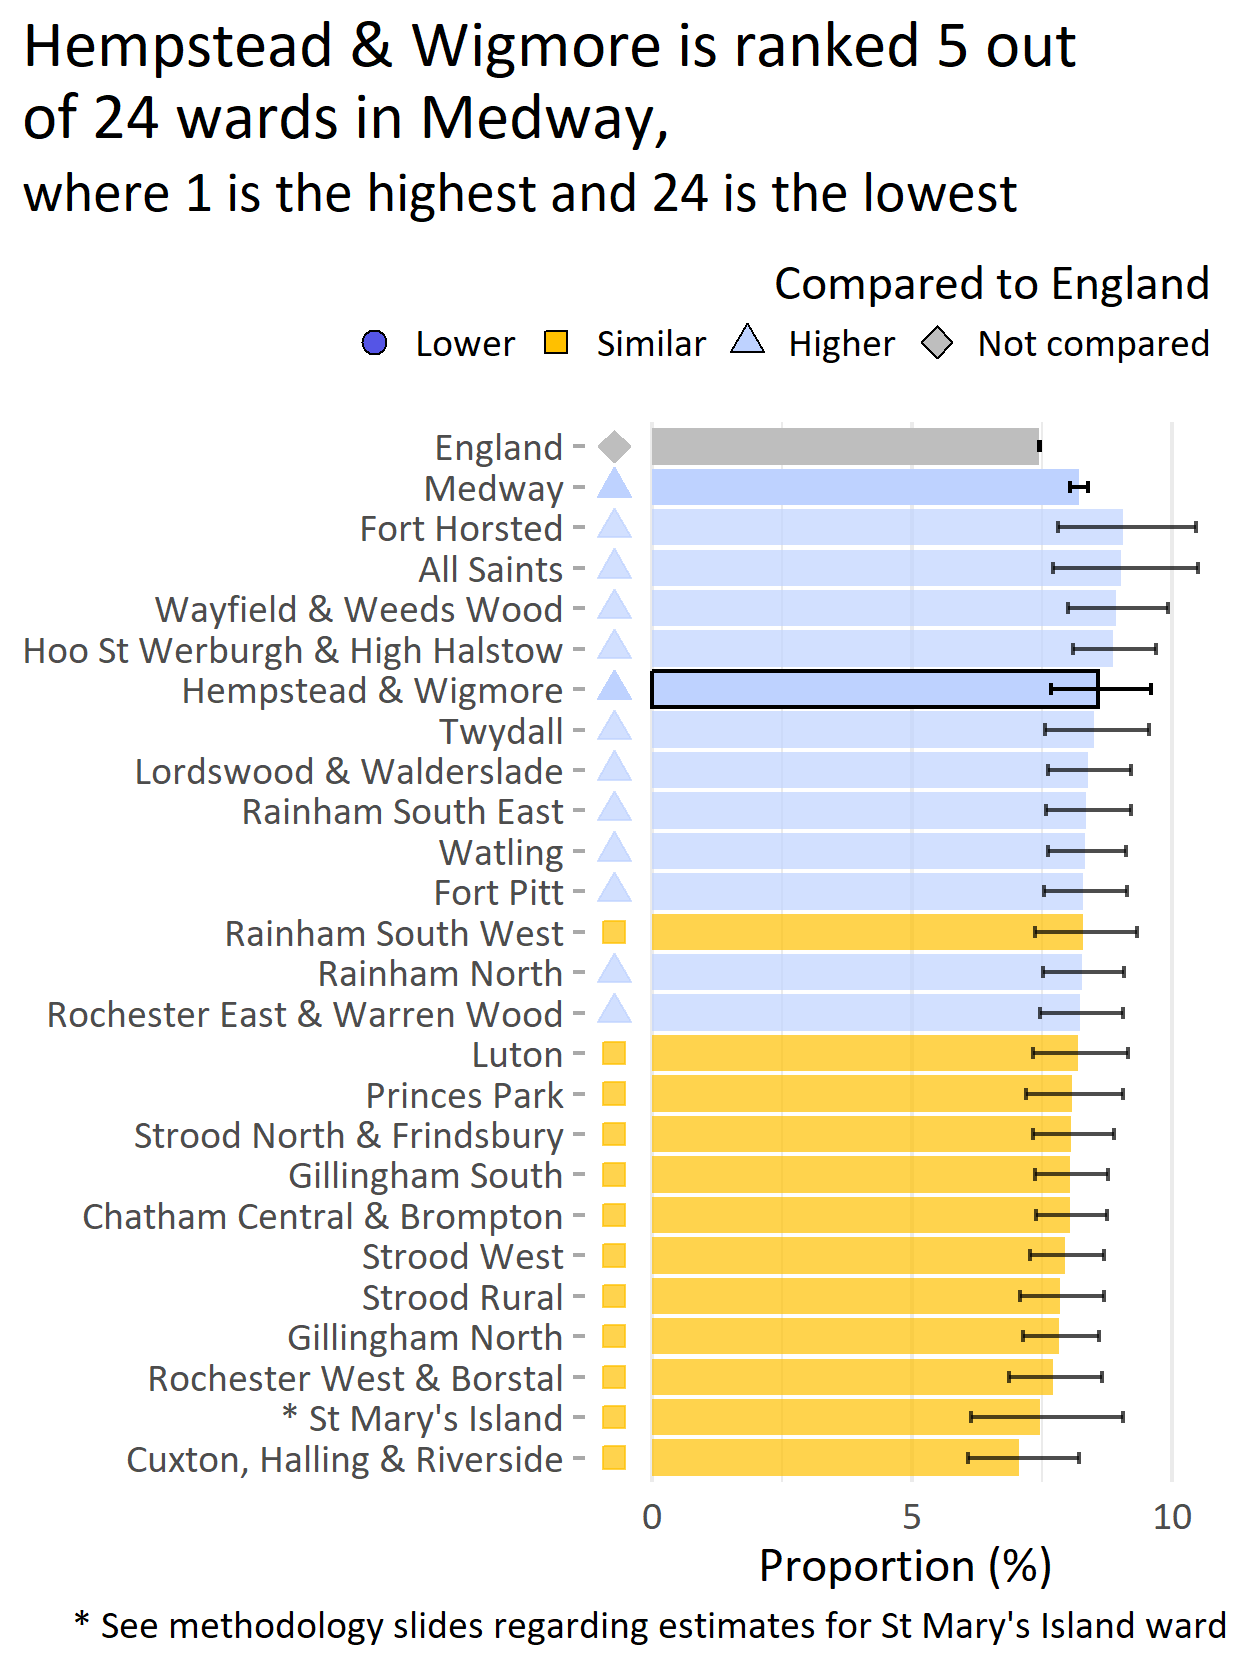 Hempstead & Wigmore is ranked 5 out
of 24 wards in Medway,
where 1 is the highest and 24 is the lowest
Compared to England
Lower Similar Higher Not compared
England
Medway
Fort Horsted
All Saints
Wayfield & Weeds Wood
Hoo St Werburgh & High Halstow
Hempstead & Wigmore
Twydall
Lordswood & Walderslade
Rainham South East
Watling
Fort Pitt
Rainham South West
Rainham North
Rochester East & Warren Wood
Luton
Princes Park
Strood North & Frindsbury
Gillingham South
Chatham Central & Brompton
Strood West
Strood Rural
Gillingham North
Rochester West & Borstal
* St Mary's Island
Cuxton, Halling & Riverside
0 5 10
Proportion (%)
* See methodology slides regarding estimates for St Mary's Island ward